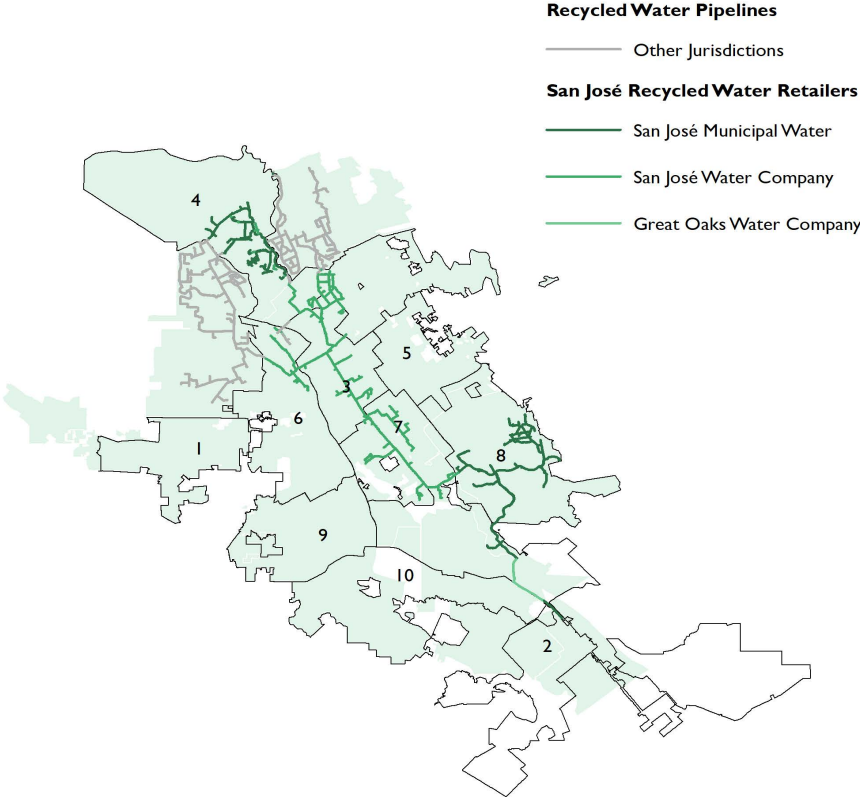 Recycled Water Pipelines
Other Jurisdictions
San José Recycled Water Retailers
San José Municipal Water
San José Water Company
Great Oaks Water Company
4
5
3
6
7
1
8
9
10
2